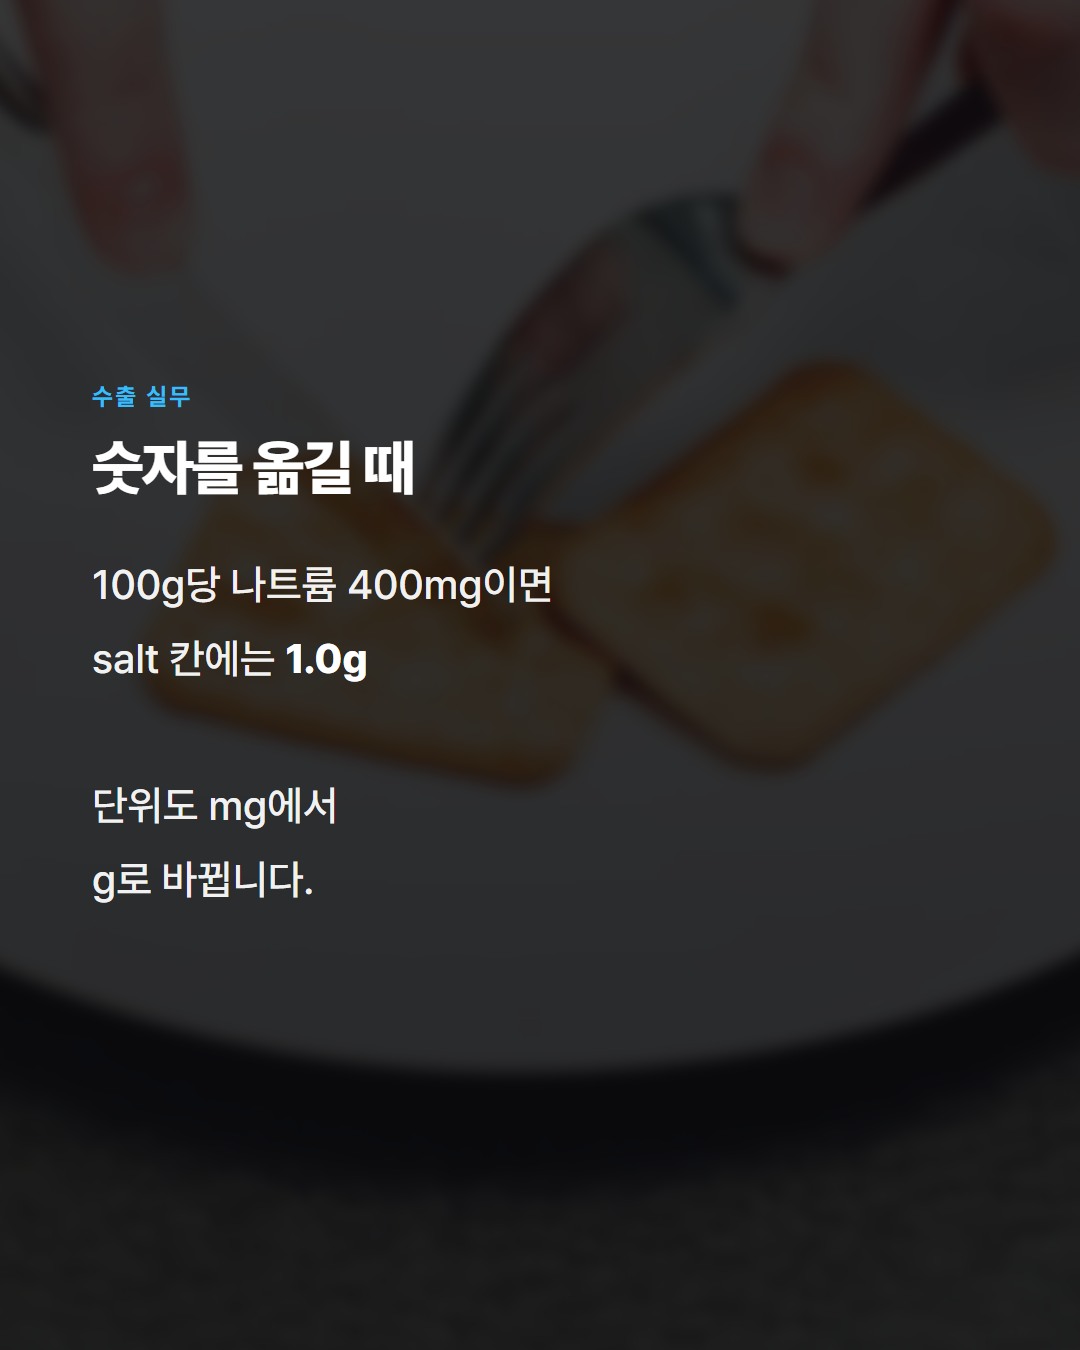 수출 실무
숫자를 옮길 때
100g당 나트륨 400mg이면
salt 칸에는 1.0g
단위도 mg에서
g로 바뀝니다.